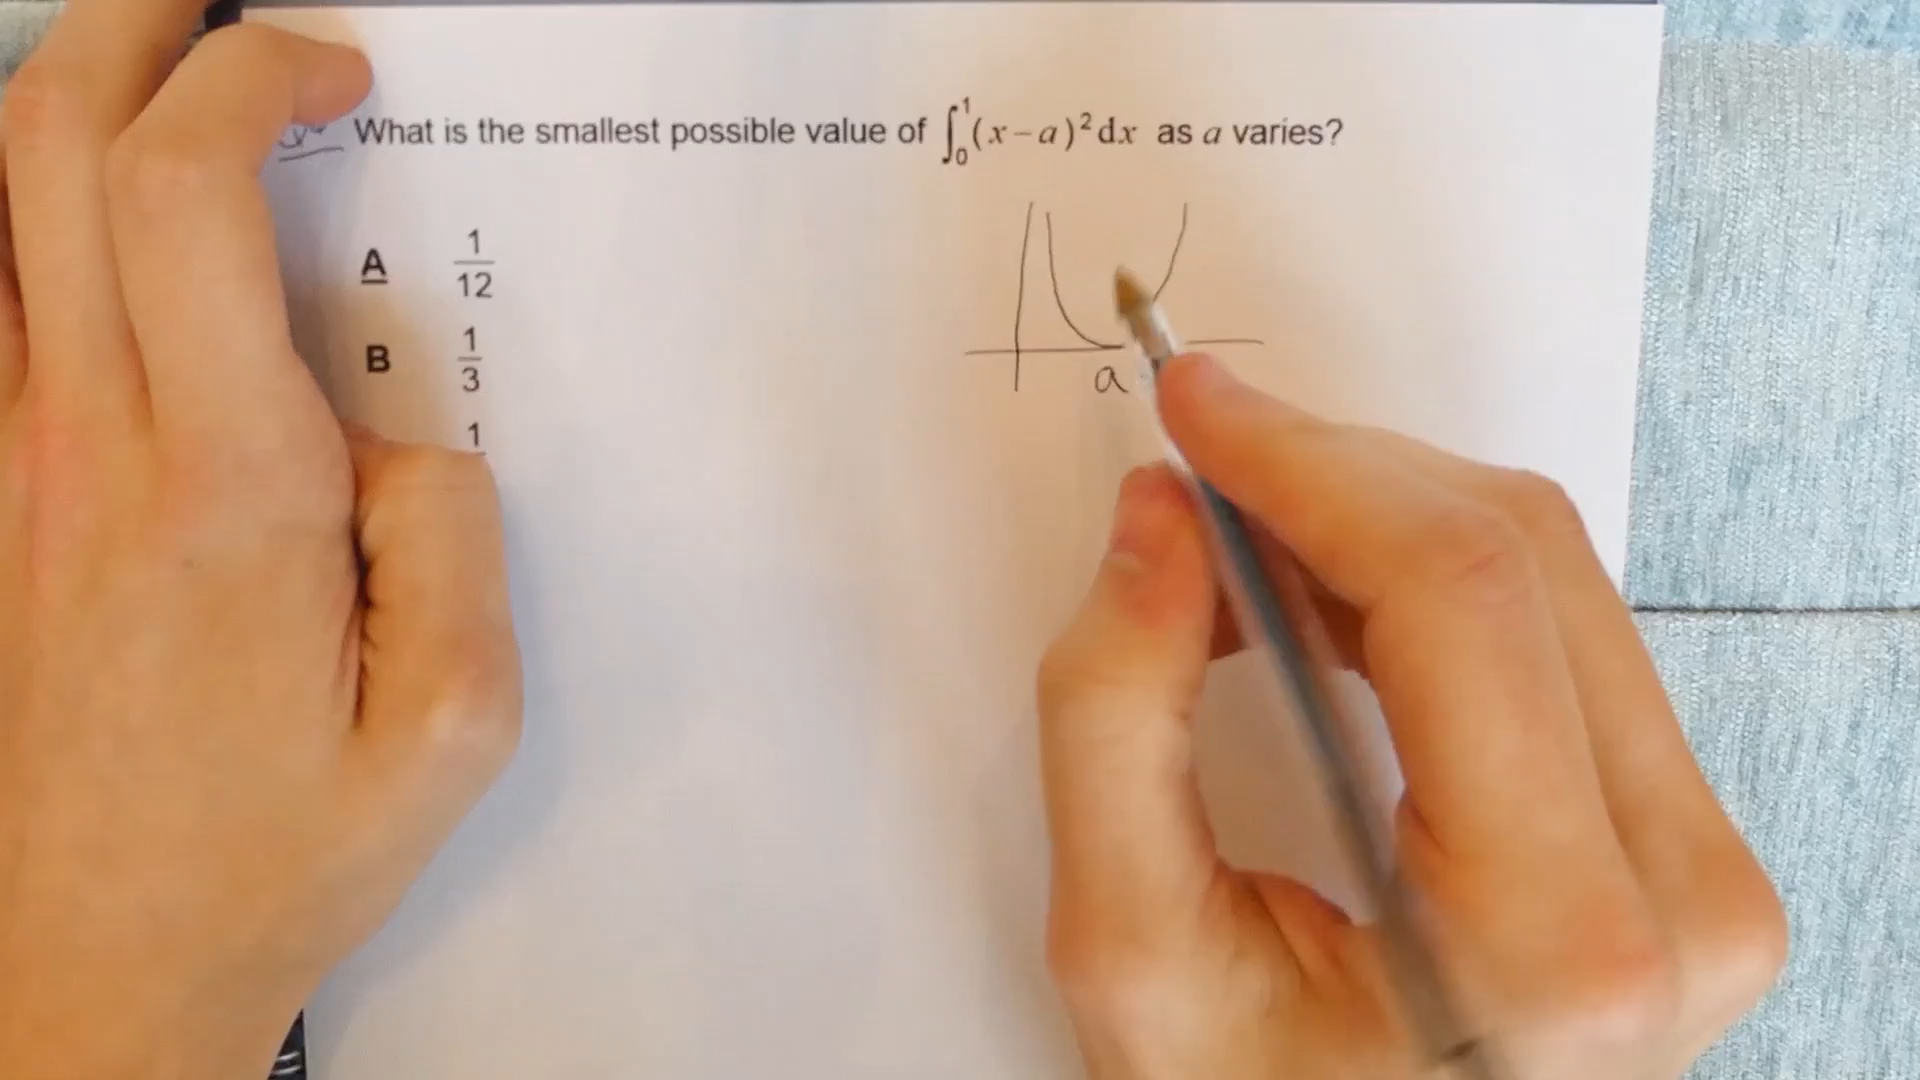 What is the smallest possible value of ∫₀¹(x−a)²dx as a varies?
A 1/12
B 1/3
1
a